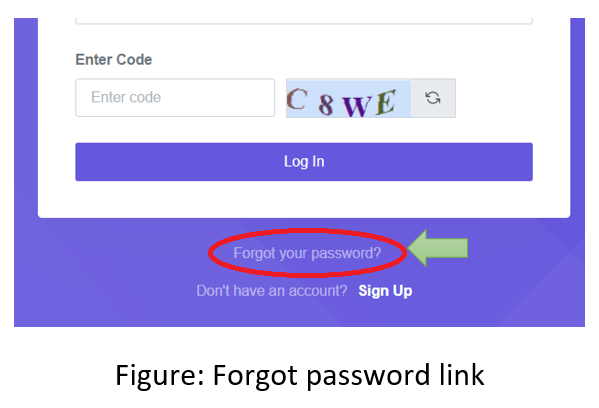 Enter Code
Enter code
C8WE
Log In
Forgot your password?
Don't have an account? Sign Up
Figure: Forgot password link